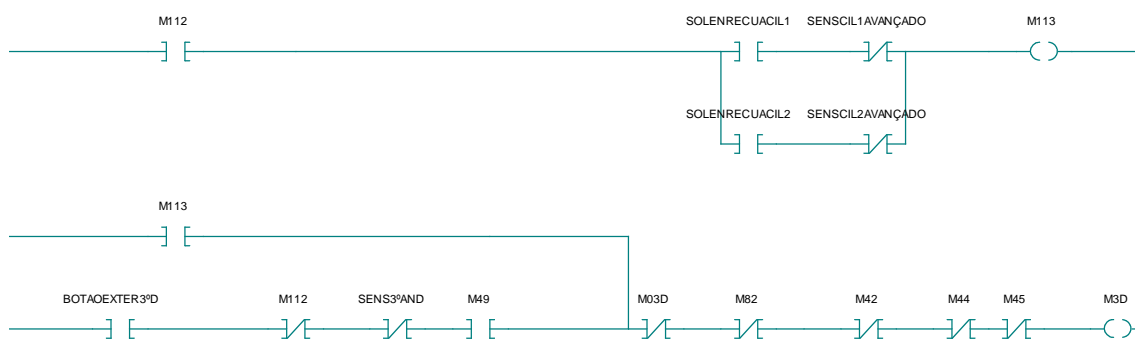 M112 SOLENRECUACIL1 SENSCIL1AVANÇADO M113
SOLENRECUACIL2 SENSCIL2AVANÇADO
M113
BOTAOEXTER3ºD M112 SENS3ºAND M49 M03D M82 M42 M44 M45 M3D